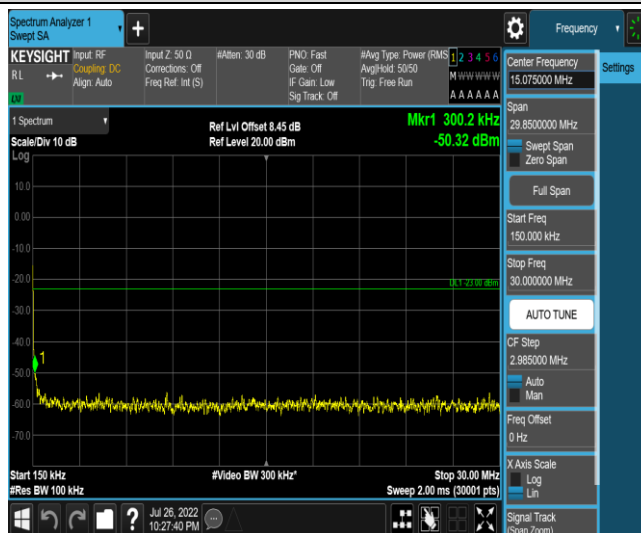 Spectrum Analyzer 1
Swept SA
Frequency
KEYSIGHT
RL
Input: RF
Coupling: DC
Align: Auto
Input Z: 50 Ω
Corrections: Off
Freq Ref: Int (S)
#Atten: 30 dB
PNO: Fast
Gate: Off
IF Gain: Low
Sig Track: Off
#Avg Type: Power (RMS
Avg|Hold: 50/50
Trig: Free Run
1 2 3 4 5 6
M W W W W W
A A A A A A
1 Spectrum
Scale/Div 10 dB
Log
Ref Lvl Offset 8.45 dB
Ref Level 20.00 dBm
Mkr1 300.2 kHz
-50.32 dBm
10.0
0.00
-10.0
-20.0
-30.0
-40.0
-50.0
-60.0
-70.0
DL1 -23.00 dBm
1
Start 150 kHz
#Res BW 100 kHz
#Video BW 300 kHz*
Stop 30.00 MHz
Sweep 2.00 ms (30001 pts)
Jul 26, 2022
10:27:40 PM
Center Frequency
15.075000 MHz
Settings
Span
29.8500000 MHz
Swept Span
Zero Span
Full Span
Start Freq
150.000 kHz
Stop Freq
30.000000 MHz
AUTO TUNE
CF Step
2.985000 MHz
Auto
Man
Freq Offset
0 Hz
X Axis Scale
Log
Lin
Signal Track
(Span Zoom)